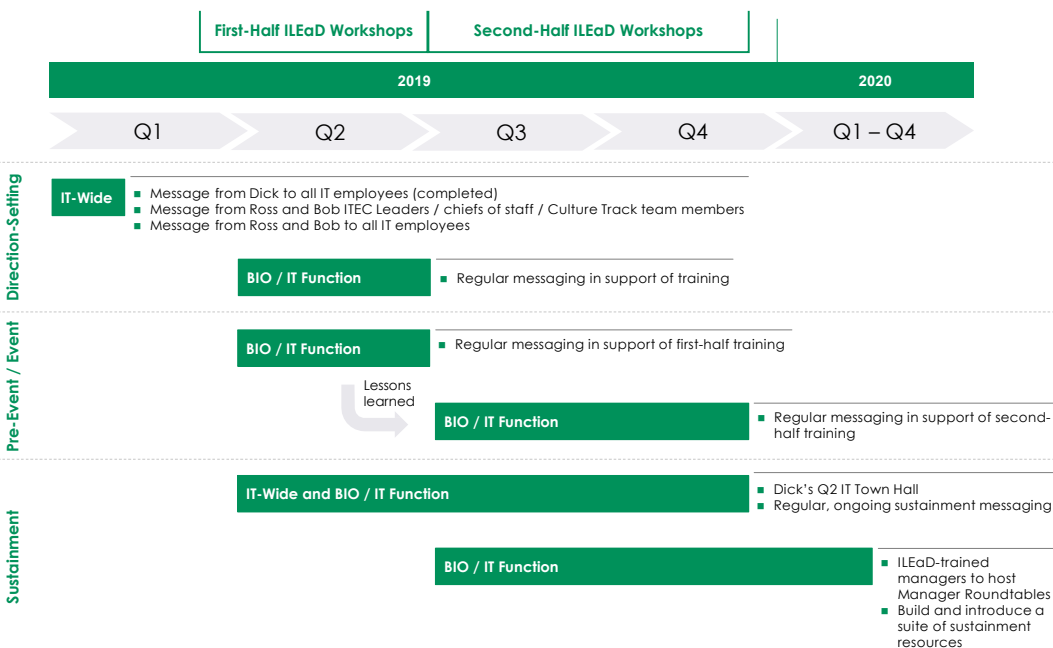 First-Half ILEaD Workshops
Second-Half ILEaD Workshops
2019
2020
Q1
Q2
Q3
Q4
Q1 – Q4
Direction-Setting
IT-Wide
Message from Dick to all IT employees (completed)
Message from Ross and Bob ITEC Leaders / chiefs of staff / Culture Track team members
Message from Ross and Bob to all IT employees
BIO / IT Function
Regular messaging in support of training
Pre-Event / Event
BIO / IT Function
Regular messaging in support of first-half training
Lessons
learned
BIO / IT Function
Regular messaging in support of second-
half training
Sustainment
IT-Wide and BIO / IT Function
Dick’s Q2 IT Town Hall
Regular, ongoing sustainment messaging
BIO / IT Function
ILEaD-trained
managers to host
Manager Roundtables
Build and introduce a
suite of sustainment
resources